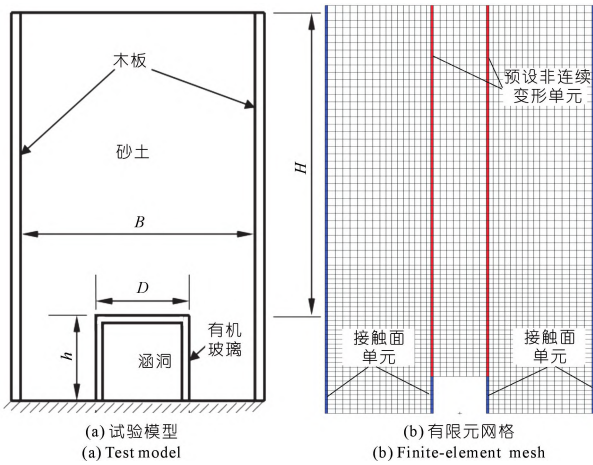 木板
砂土
B
H
D
h
涵洞
有机
玻璃
预设非连续
变形单元
接触面
单元
接触面
单元
(a) 试验模型
(a) Test model
(b) 有限元网格
(b) Finite-element mesh